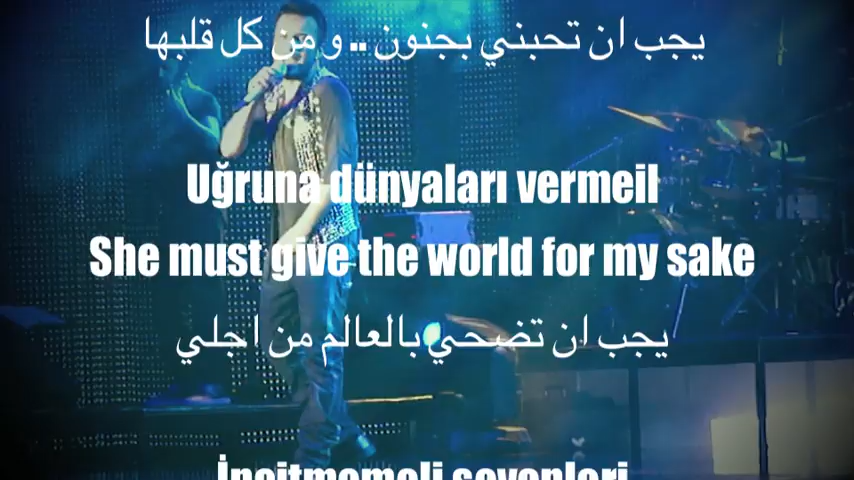 يجب ان تحبني بجنون .. و من كل قلبها
Uğruna dünyaları vermeil
She must give the world for my sake
يجب ان تضحي بالعالم من اجلي
İncitmemeli sevenleri